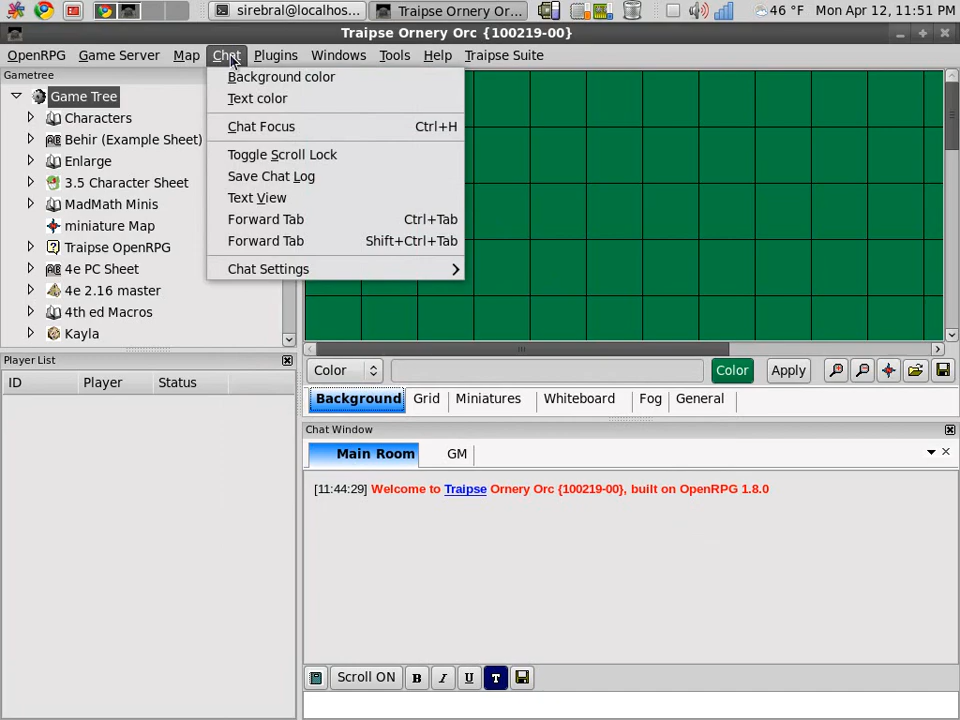 sirebral@localhos...
Traipse Ornery Or...
46 °F
Mon Apr 12, 11:51 PM
Traipse Ornery Orc {100219-00}
OpenRPG Game Server Map Chat Plugins Windows Tools Help Traipse Suite
Gametree
Game Tree
Characters
Behir (Example Sheet)
Enlarge
3.5 Character Sheet
MadMath Minis
miniature Map
Traipse OpenRPG
4e PC Sheet
4e 2.16 master
4th ed Macros
Kayla
Background color
Text color
Chat Focus Ctrl+H
Toggle Scroll Lock
Save Chat Log
Text View
Forward Tab Ctrl+Tab
Forward Tab Shift+Ctrl+Tab
Chat Settings
Player List
ID Player Status
Color Color Apply
Background Grid Miniatures Whiteboard Fog General
Chat Window
Main Room GM
[11:44:29] Welcome to Traipse Ornery Orc {100219-00}, built on OpenRPG 1.8.0
Scroll ON B I U T